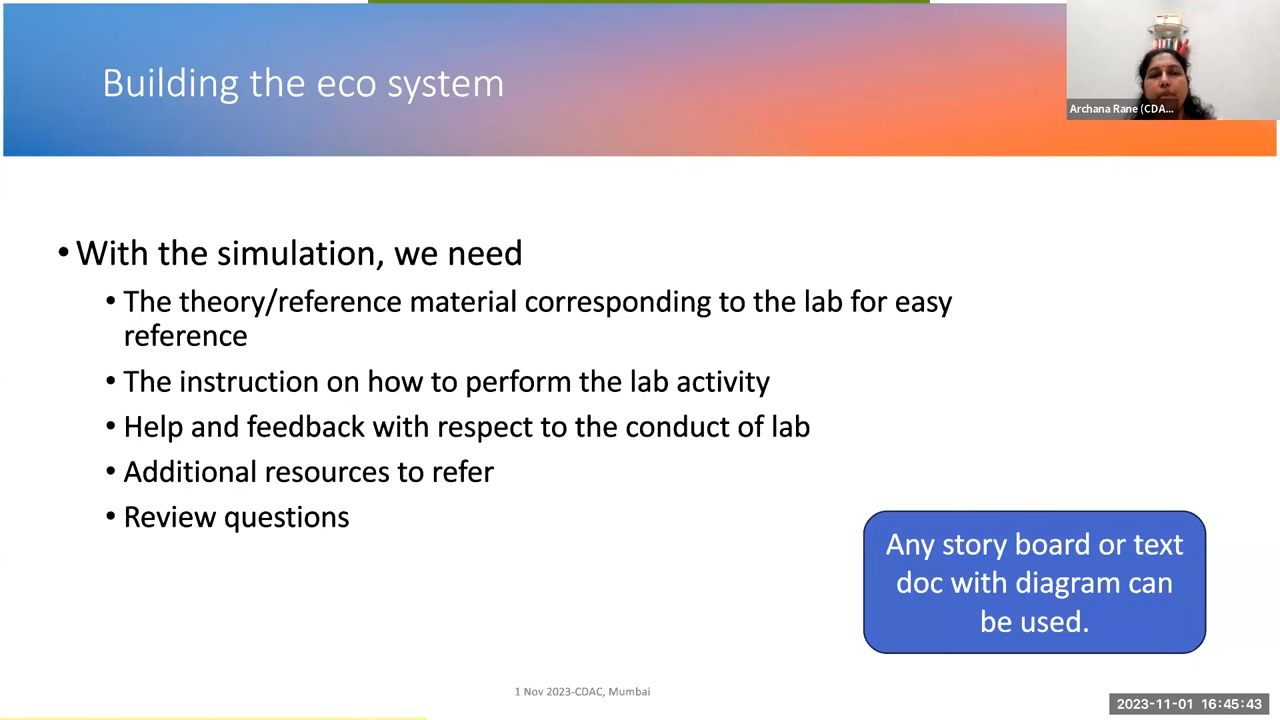 Building the eco system
Archana Rane (CDA...
• With the simulation, we need
• The theory/reference material corresponding to the lab for easy
reference
• The instruction on how to perform the lab activity
• Help and feedback with respect to the conduct of lab
• Additional resources to refer
• Review questions
Any story board or text
doc with diagram can
be used.
1 Nov 2023-CDAC, Mumbai
2023-11-01 16:45:43